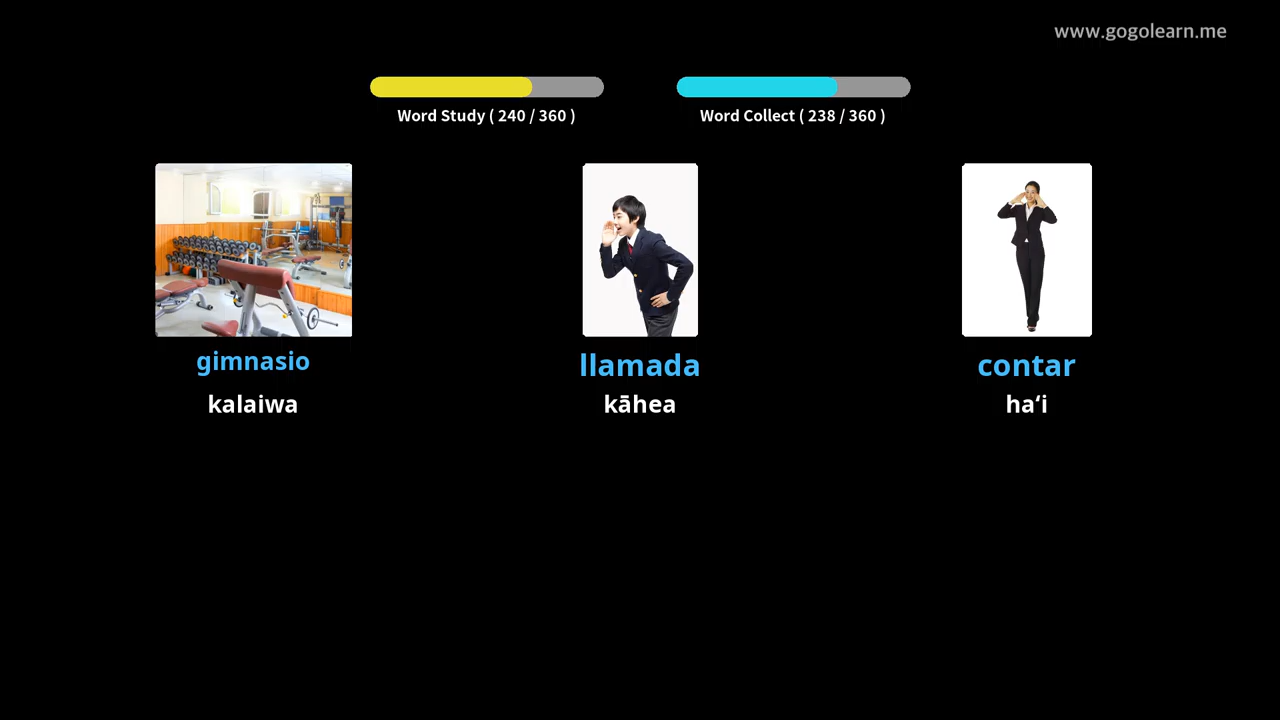 www.gogolearn.me
Word Study ( 240 / 360 )
Word Collect ( 238 / 360 )
gimnasio
llamada
contar
kalaiwa
kāhea
haʻi